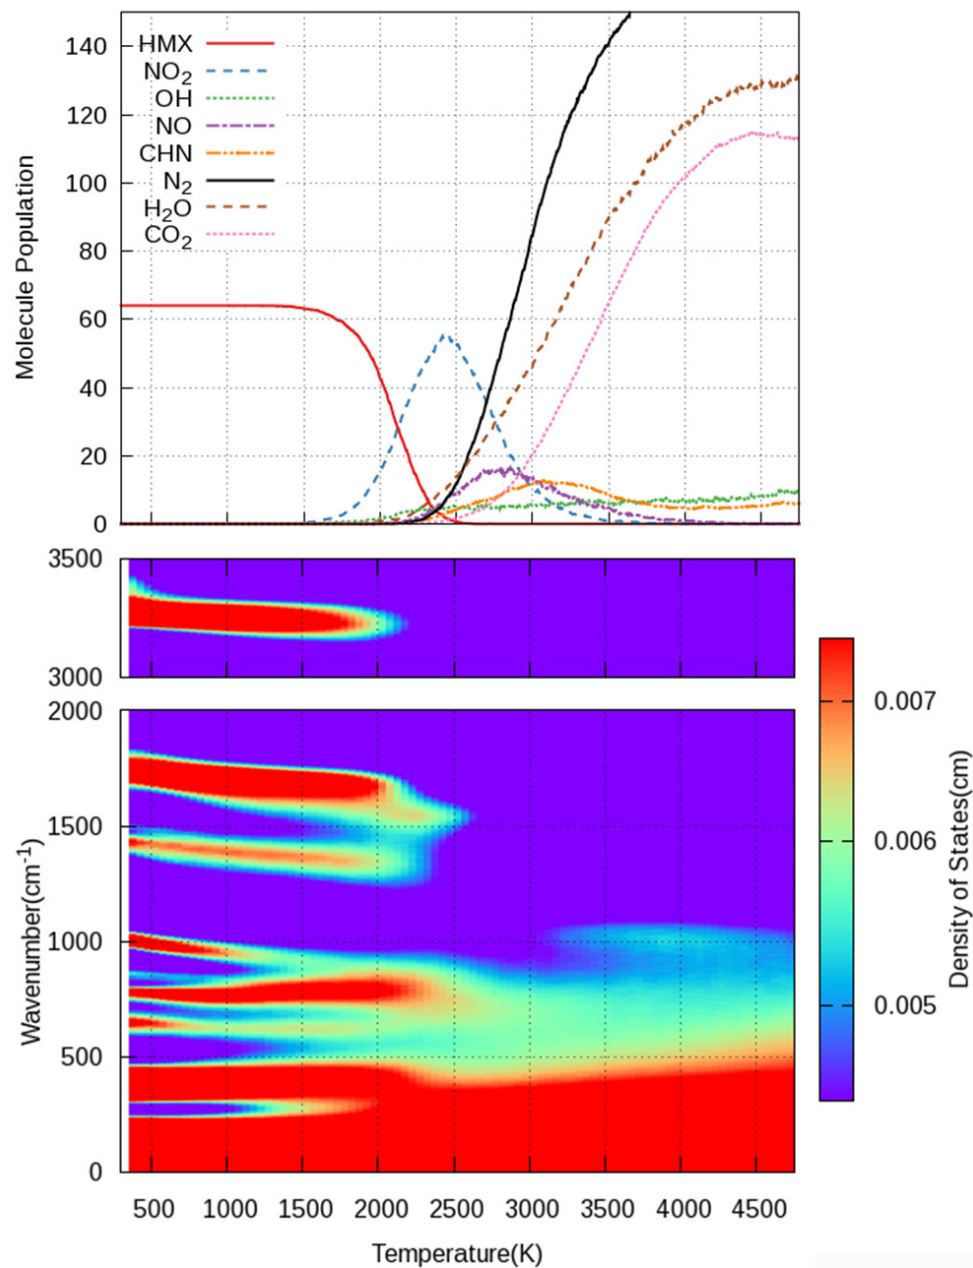 140
120
100
80
60
40
20
0
Molecule Population
HMX
NO2
OH
NO
CHN
N2
H2O
CO2
3500
3000
2000
1500
1000
500
0
Wavenumber(cm-1)
500 1000 1500 2000 2500 3000 3500 4000 4500
Temperature(K)
0.007
0.006
0.005
Density of States(cm)